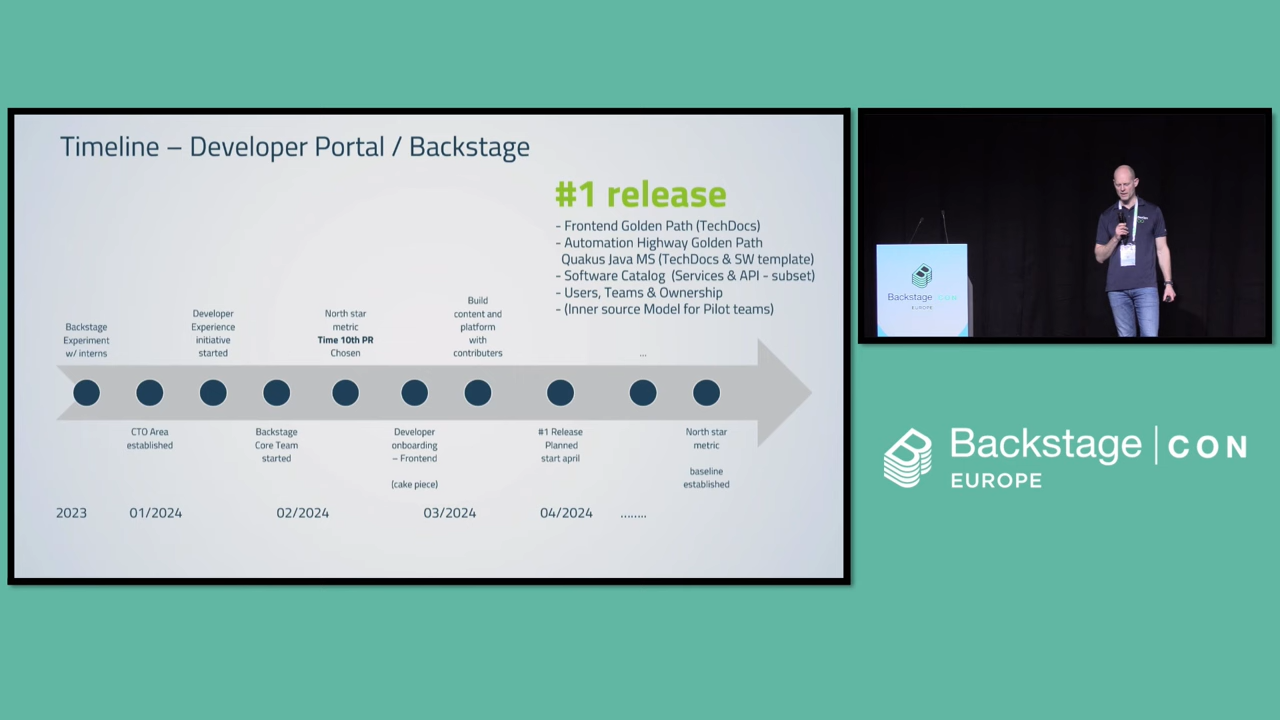 Timeline – Developer Portal / Backstage
#1 release
- Frontend Golden Path (TechDocs)
- Automation Highway Golden Path
Quakus Java MS (TechDocs & SW template)
- Software Catalog (Services & API - subset)
- Users, Teams & Ownership
- (Inner source Model for Pilot teams)
Backstage
Experiment
w/ interns
Developer
Experience
initiative
started
North star
metric
Time 10th PR
Chosen
Build
content and
platform
with
contributers
...
CTO Area
established
Backstage
Core Team
started
Developer
onboarding
– Frontend
(cake piece)
#1 Release
Planned
start april
North star
metric
baseline
established
2023
01/2024
02/2024
03/2024
04/2024
........
Backstage CON
EUROPE
Backstage | CON
EUROPE